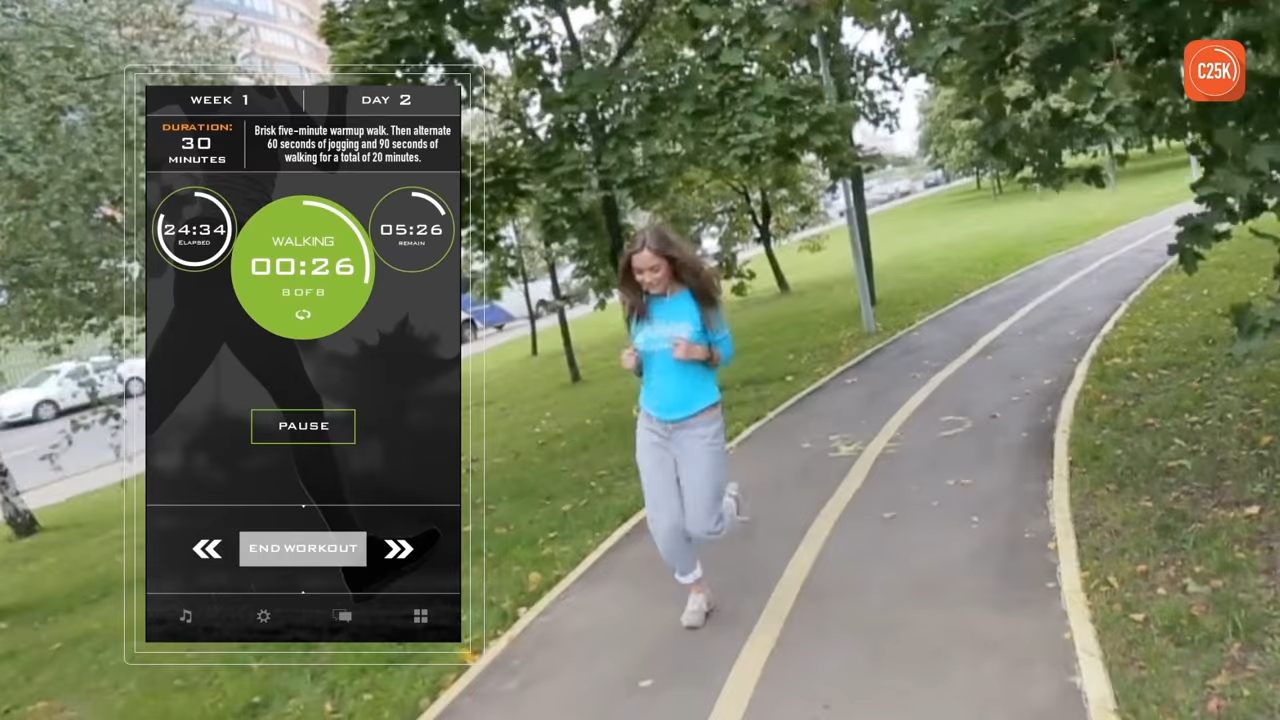 WEEK 1
DAY 2
DURATION:
30
MINUTES
Brisk five-minute warmup walk. Then alternate
60 seconds of jogging and 90 seconds of
walking for a total of 20 minutes.
24:34
ELAPSED
05:26
REMAIN
WALKING
00:26
8 OF 8
PAUSE
END WORKOUT
C25K